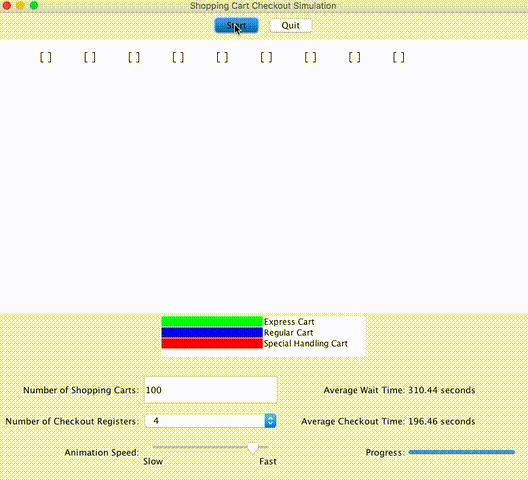 Shopping Cart Checkout Simulation
Start Quit
[ ] [ ] [ ] [ ] [ ] [ ] [ ] [ ] [ ]
Express Cart
Regular Cart
Special Handling Cart
Number of Shopping Carts: 100 Average Wait Time: 310.44 seconds
Number of Checkout Registers: 4 Average Checkout Time: 196.46 seconds
Animation Speed: Progress:
Slow Fast